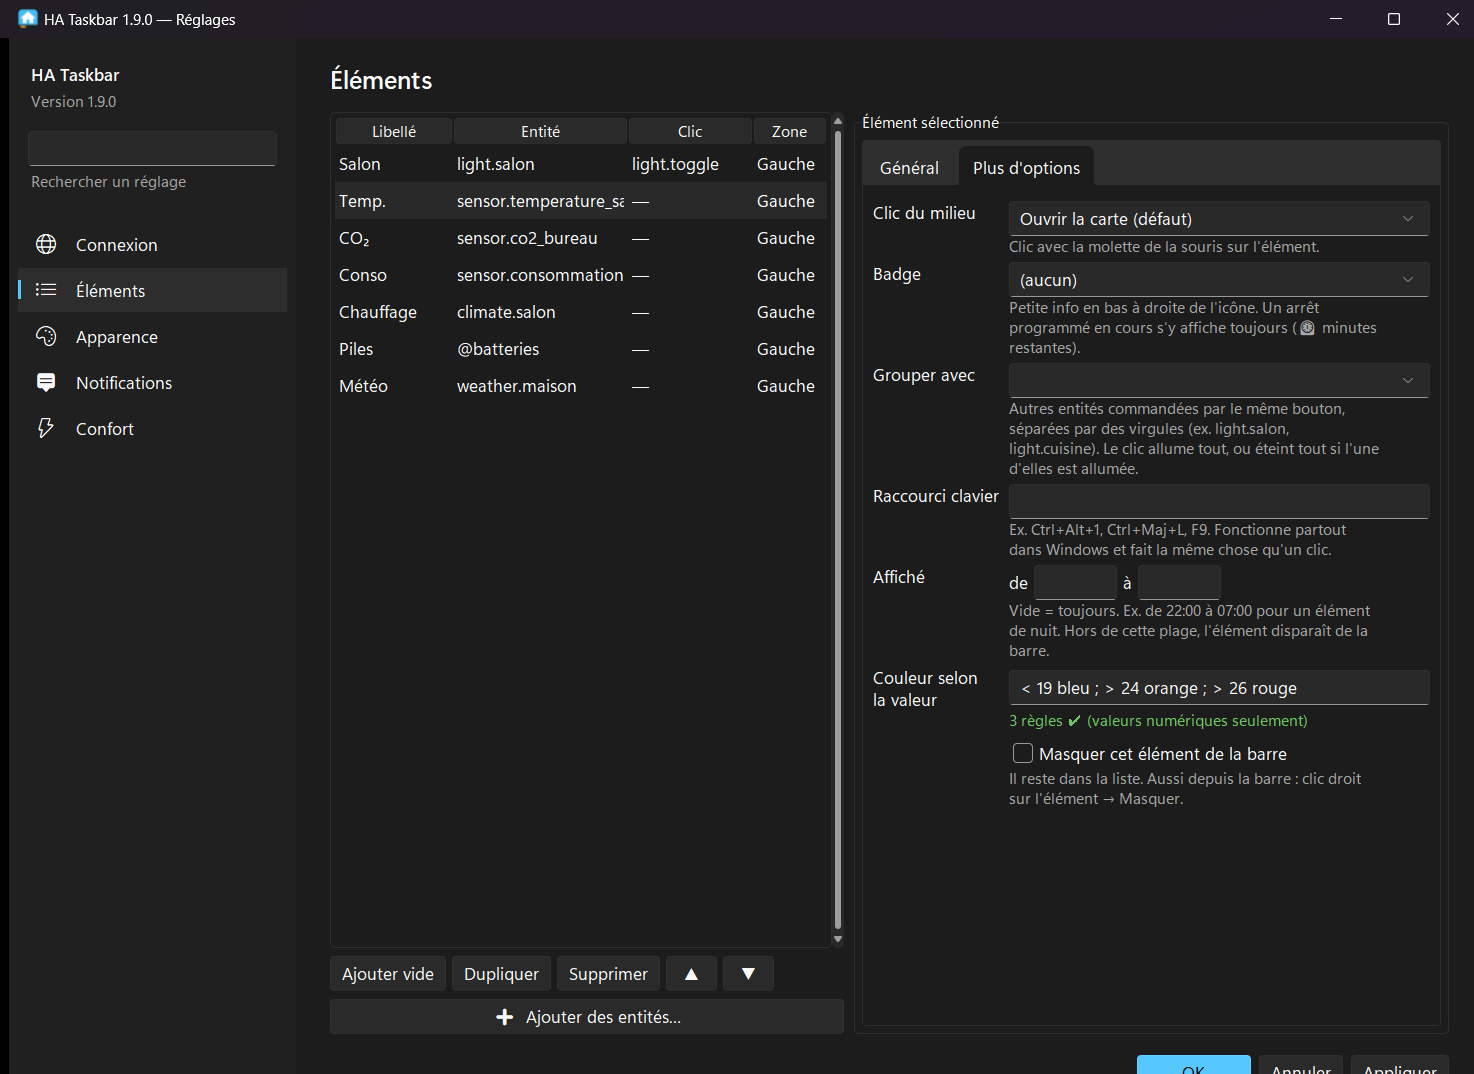 HA Taskbar 1.9.0 — Réglages
HA Taskbar
Version 1.9.0
Rechercher un réglage
Connexion
Éléments
Apparence
Notifications
Confort
Éléments
Libellé Entité Clic Zone
Salon light.salon light.toggle Gauche
Temp. sensor.temperature_sa — Gauche
CO₂ sensor.co2_bureau — Gauche
Conso sensor.consommation — Gauche
Chauffage climate.salon — Gauche
Piles @batteries — Gauche
Météo weather.maison — Gauche
Ajouter vide Dupliquer Supprimer ▲ ▼
➕ Ajouter des entités...
Élément sélectionné
Général Plus d'options
Clic du milieu Ouvrir la carte (défaut)
Clic avec la molette de la souris sur l'élément.
Badge (aucun)
Petite info en bas à droite de l'icône. Un arrêt
programmé en cours s'y affiche toujours (⏲ minutes
restantes).
Grouper avec
Autres entités commandées par le même bouton,
séparées par des virgules (ex. light.salon,
light.cuisine). Le clic allume tout, ou éteint tout si l'une
d'elles est allumée.
Raccourci clavier
Ex. Ctrl+Alt+1, Ctrl+Maj+L, F9. Fonctionne partout
dans Windows et fait la même chose qu'un clic.
Affiché de à
Vide = toujours. Ex. de 22:00 à 07:00 pour un élément
de nuit. Hors de cette plage, l'élément disparaît de la
barre.
Couleur selon
la valeur
< 19 bleu ; > 24 orange ; > 26 rouge
3 règles ✔ (valeurs numériques seulement)
Masquer cet élément de la barre
Il reste dans la liste. Aussi depuis la barre : clic droit
sur l'élément → Masquer.
OK Annuler Appliquer